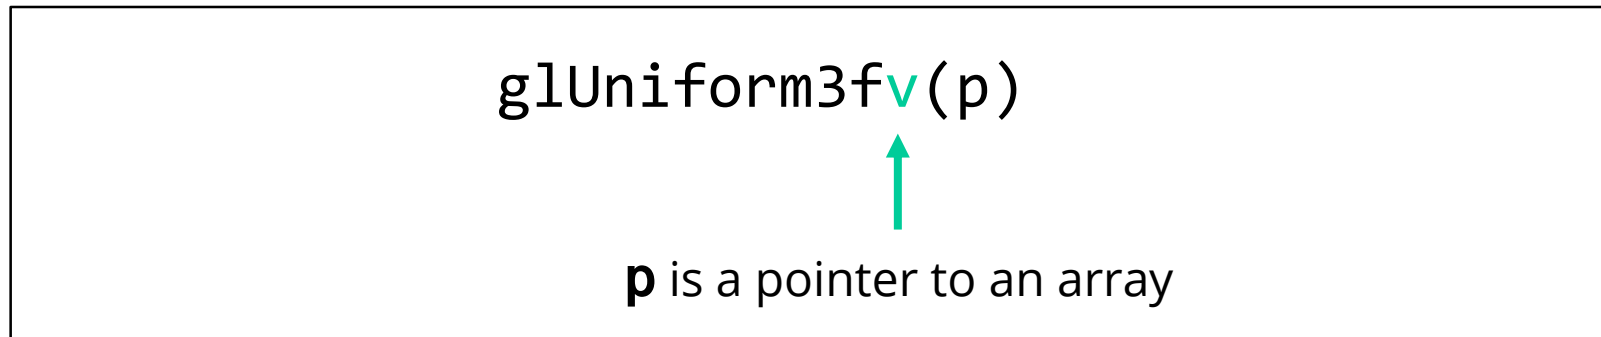 glUniform3fv(p)
p is a pointer to an array